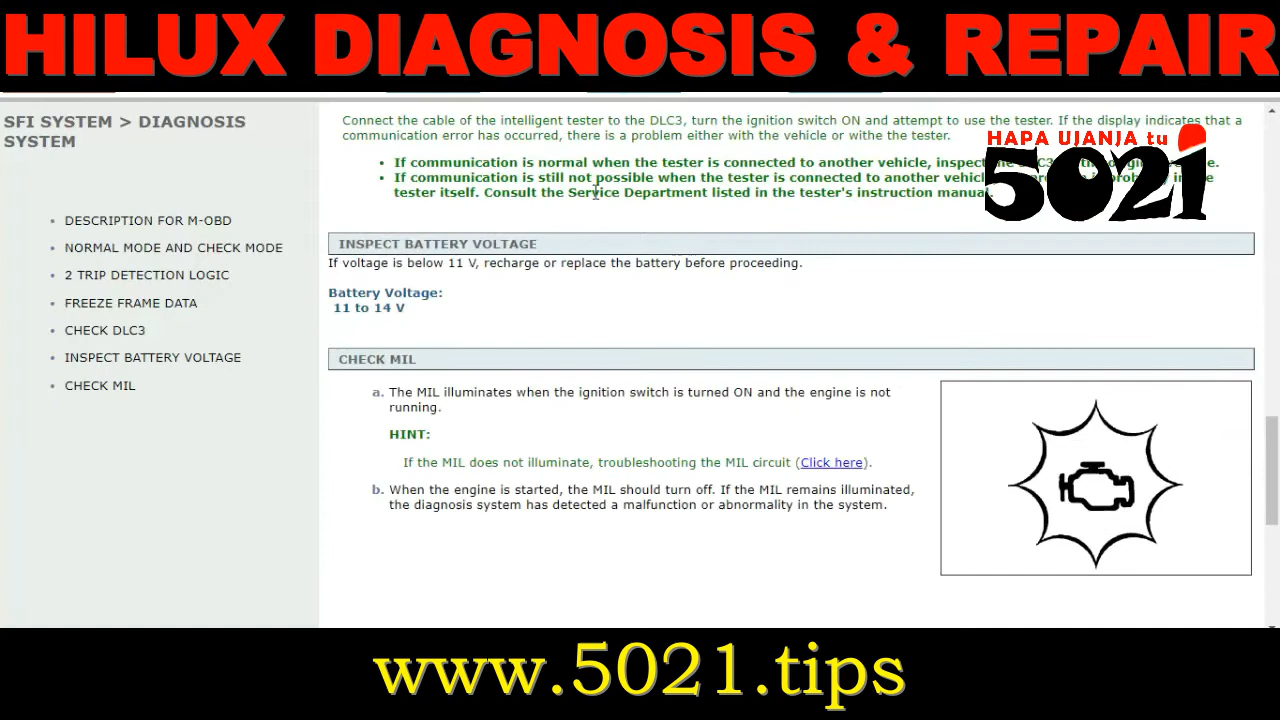 HILUX DIAGNOSIS & REPAIR
SFI SYSTEM > DIAGNOSIS
SYSTEM
DESCRIPTION FOR M-OBD
NORMAL MODE AND CHECK MODE
2 TRIP DETECTION LOGIC
FREEZE FRAME DATA
CHECK DLC3
INSPECT BATTERY VOLTAGE
CHECK MIL
Connect the cable of the intelligent tester to the DLC3, turn the ignition switch ON and attempt to use the tester. If the display indicates that a
communication error has occurred, there is a problem either with the vehicle or withe the tester.
HAPA UJANJA tu
5021
If communication is normal when the tester is connected to another vehicle, inspect
If communication is still not possible when the tester is connected to another vehicle
tester itself. Consult the Service Department listed in the tester's instruction manual.
INSPECT BATTERY VOLTAGE
If voltage is below 11 V, recharge or replace the battery before proceeding.
Battery Voltage:
11 to 14 V
CHECK MIL
a. The MIL illuminates when the ignition switch is turned ON and the engine is not
running.
HINT:
If the MIL does not illuminate, troubleshooting the MIL circuit (Click here).
b. When the engine is started, the MIL should turn off. If the MIL remains illuminated,
the diagnosis system has detected a malfunction or abnormality in the system.
www.5021.tips